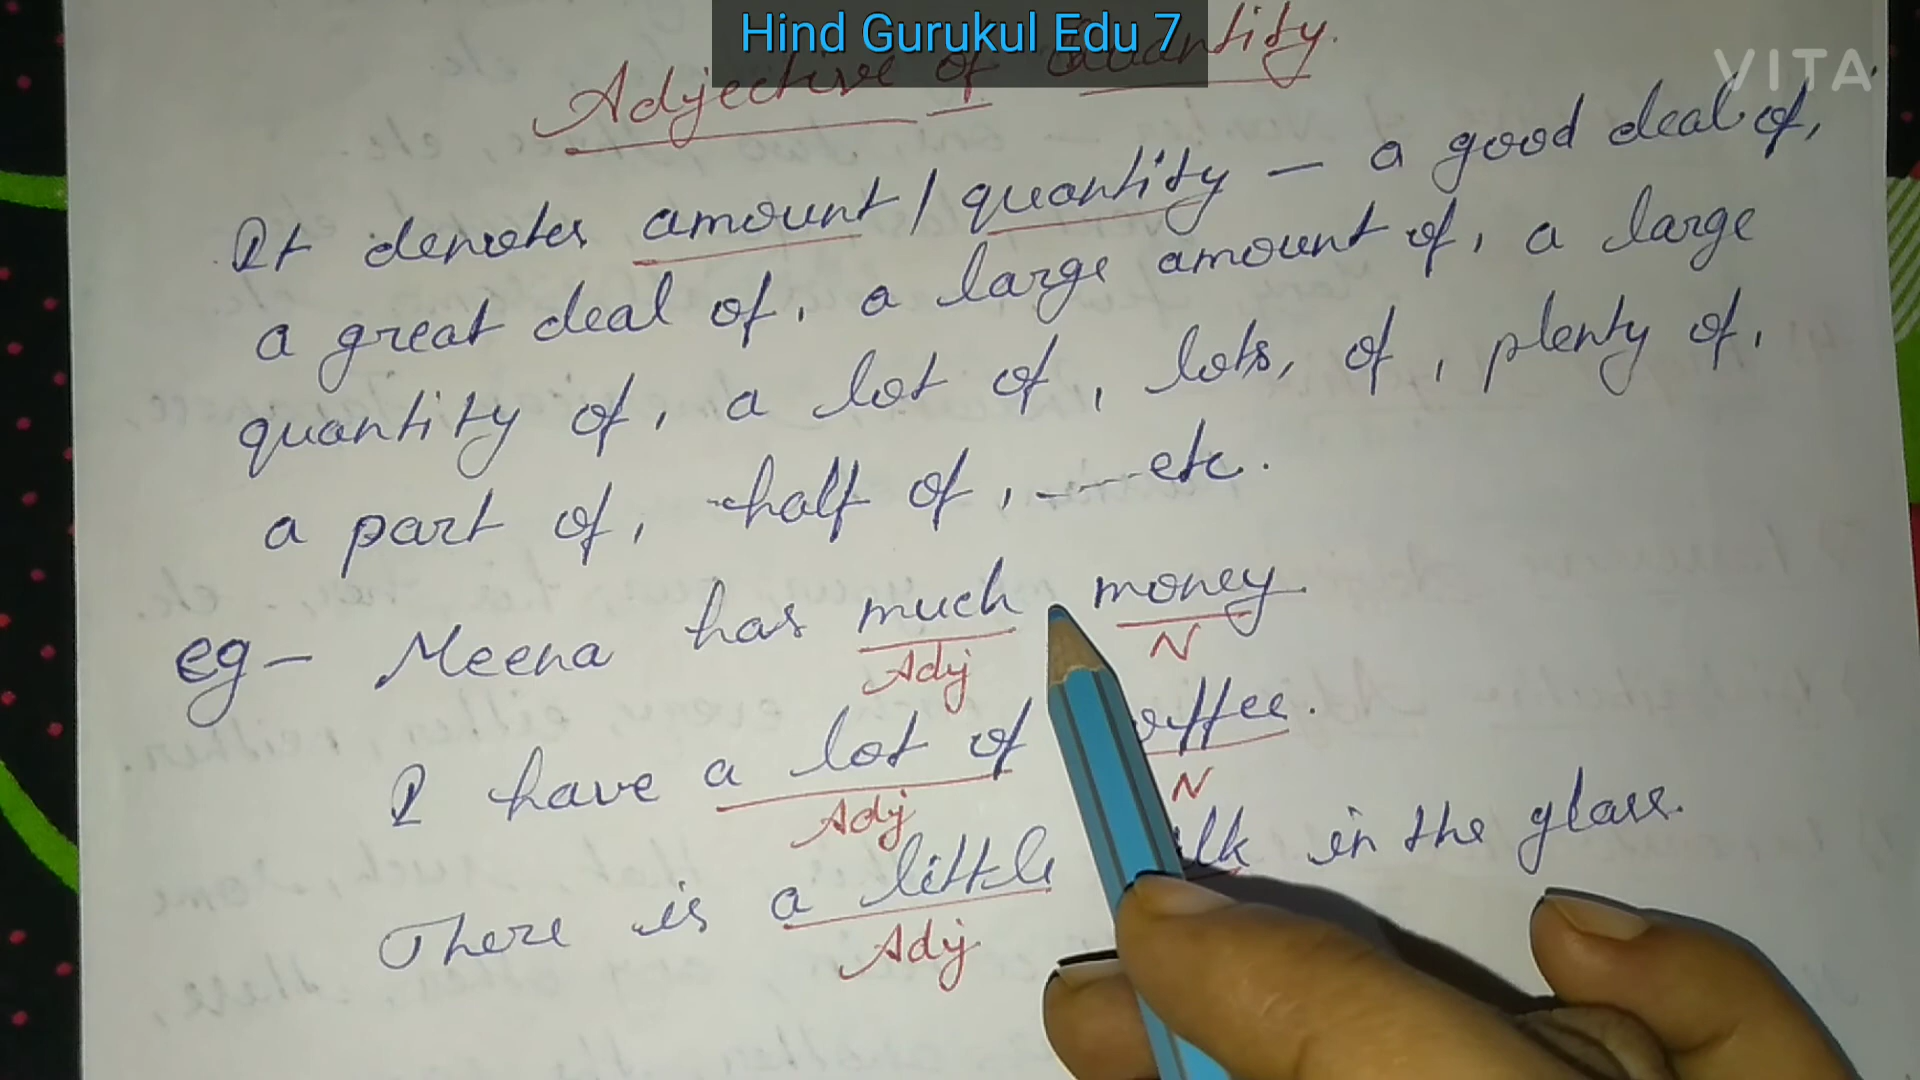 Hind Gurukul Edu 7
VITA
Adjective of Quantity.
It denotes amount / quantity – a good deal of,
a great deal of, a large amount of, a large
quantity of, a lot of, lots, of, plenty of,
a part of, half of, --- etc.
eg – Meena has much money.
Adj N
I have a lot of offee.
Adj N
There is a little ilk in the glass.
Adj